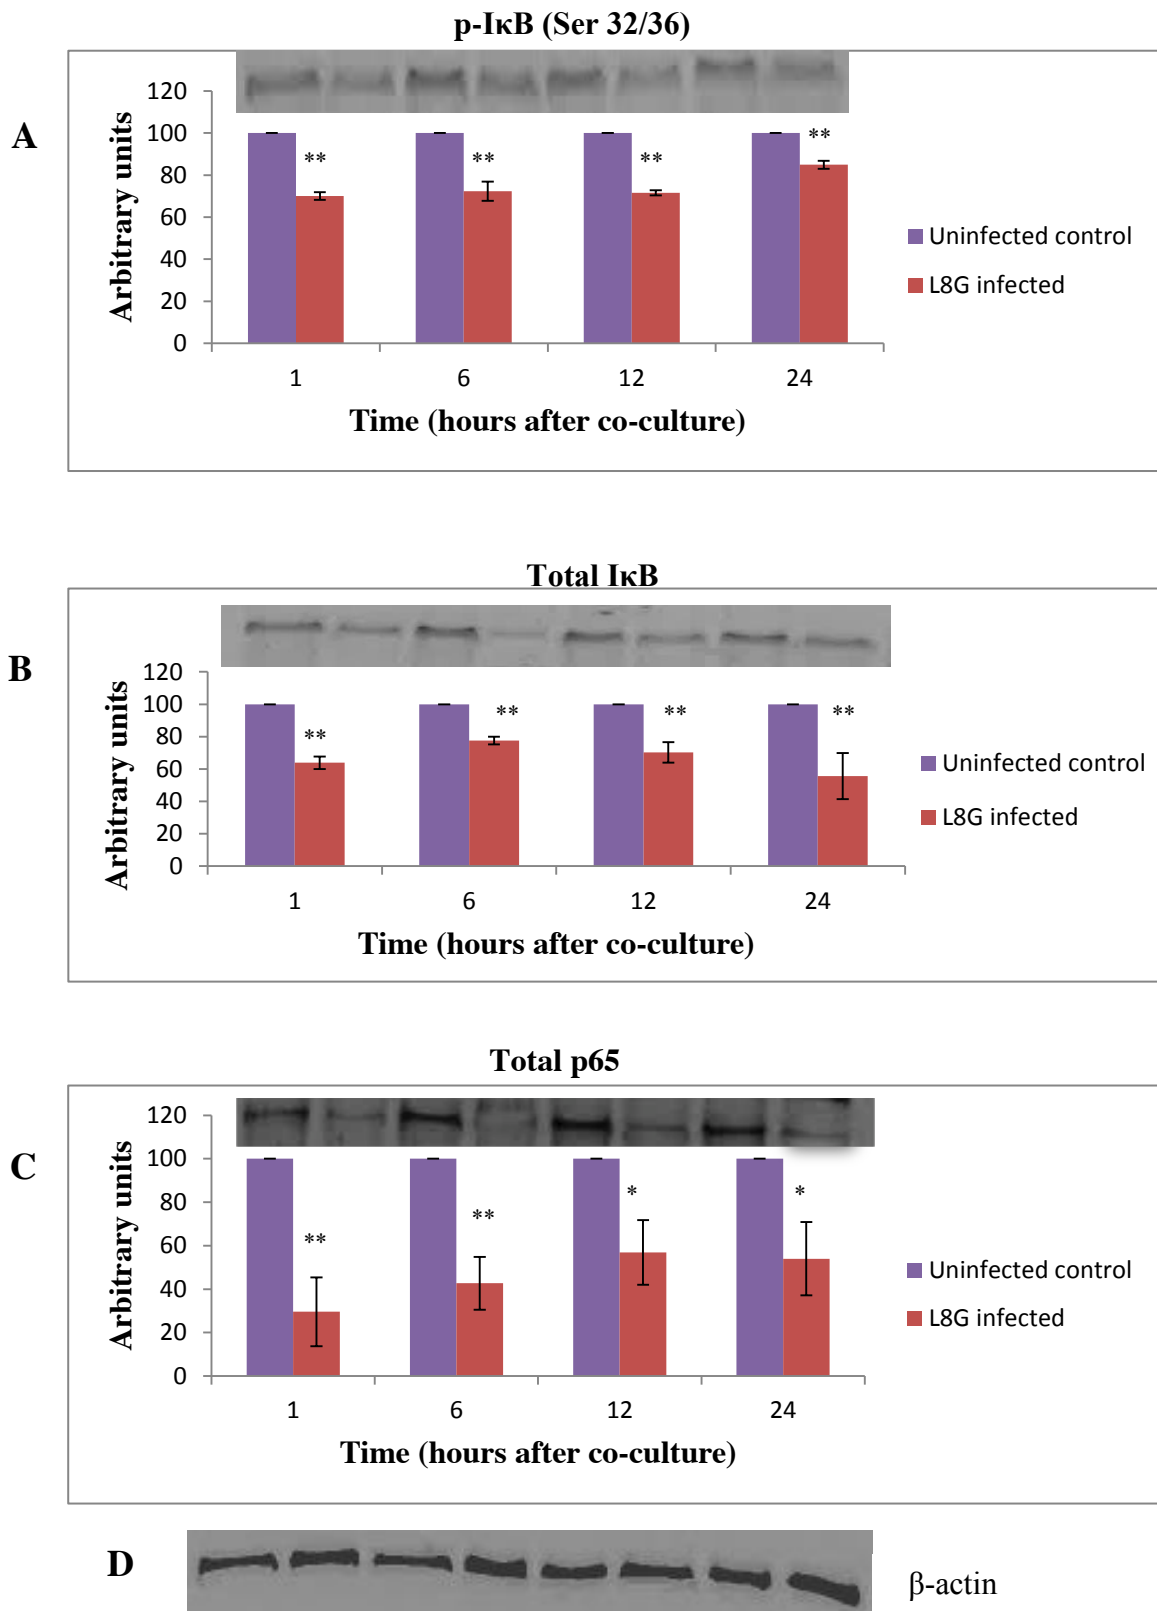 p-IκB (Ser 32/36)
A
Arbitrary units
120
100
80
60
40
20
0
**
**
**
**
1
6
12
24
Time (hours after co-culture)
Uninfected control
L8G infected
Total IκB
B
Arbitrary units
120
100
80
60
40
20
0
**
**
**
**
1
6
12
24
Time (hours after co-culture)
Uninfected control
L8G infected
Total p65
C
Arbitrary units
120
100
80
60
40
20
0
**
**
*
*
1
6
12
24
Time (hours after co-culture)
Uninfected control
L8G infected
D
β-actin